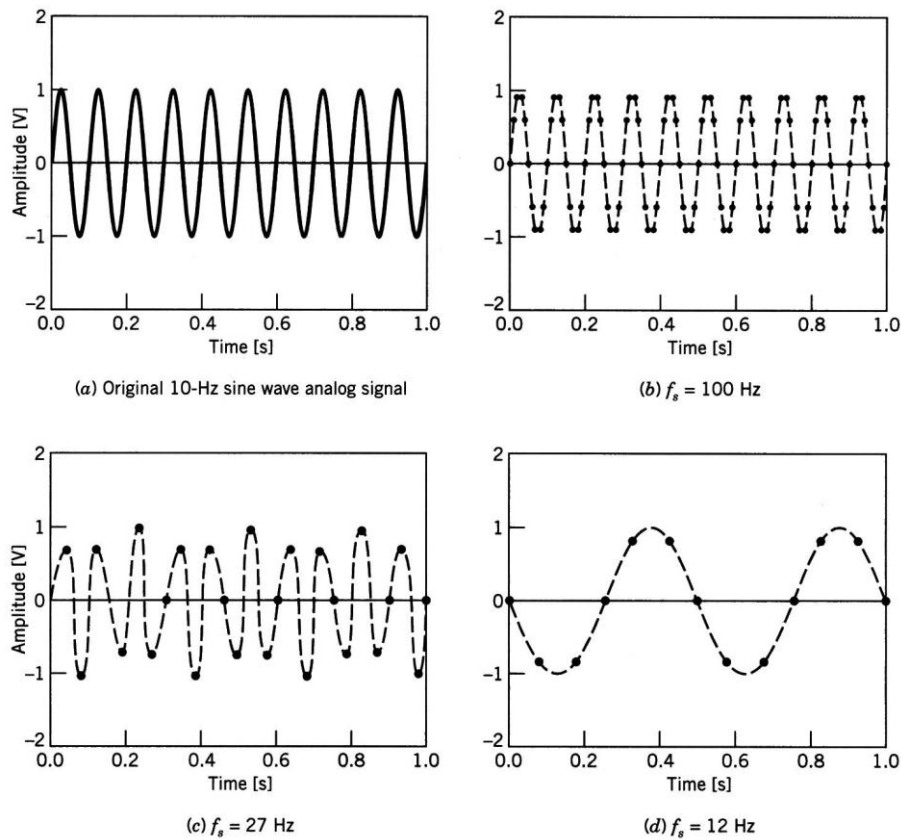 2
1
0
−1
−2
Amplitude [V]
0.0 0.2 0.4 0.6 0.8 1.0
Time [s]
(a) Original 10-Hz sine wave analog signal
2
1
0
−1
−2
Amplitude [V]
0.0 0.2 0.4 0.6 0.8 1.0
Time [s]
(b) fs = 100 Hz
2
1
0
−1
−2
Amplitude [V]
0.0 0.2 0.4 0.6 0.8 1.0
Time [s]
(c) fs = 27 Hz
2
1
0
−1
−2
Amplitude [V]
0.0 0.2 0.4 0.6 0.8 1.0
Time [s]
(d) fs = 12 Hz